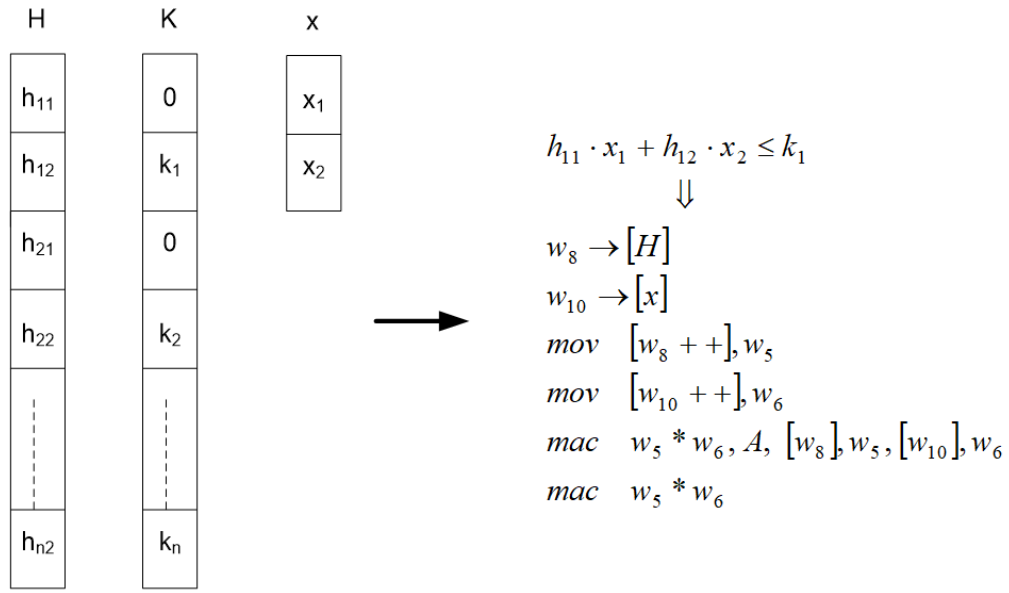 H K x
h₁₁ 0 x₁
h₁₂ k₁ x₂
h₂₁ 0
h₂₂ k₂
hₙ₂ kₙ
h₁₁ · x₁ + h₁₂ · x₂ ≤ k₁
⇓
w₈ → [H]
w₁₀ → [x]
mov [w₈ + +], w₅
mov [w₁₀ + +], w₆
mac w₅ * w₆, A, [w₈], w₅, [w₁₀], w₆
mac w₅ * w₆